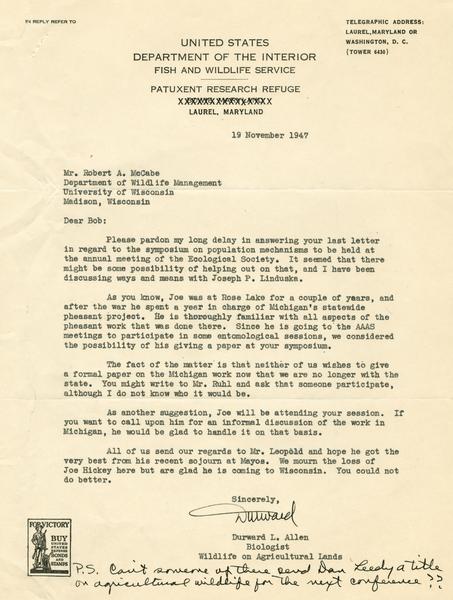 IN REPLY REFER TO
TELEGRAPHIC ADDRESS:
LAUREL, MARYLAND OR
WASHINGTON, D. C.
(TOWER 6430)
UNITED STATES
DEPARTMENT OF THE INTERIOR
FISH AND WILDLIFE SERVICE
PATUXENT RESEARCH REFUGE
LAUREL, MARYLAND
19 November 1947
Mr. Robert A. McCabe
Department of Wildlife Management
University of Wisconsin
Madison, Wisconsin
Dear Bob:
Please pardon my long delay in answering your last letter
in regard to the symposium on population mechanisms to be held at
the annual meeting of the Ecological Society. It seemed that there
might be some possibility of helping out on that, and I have been
discussing ways and means with Joseph P. Linduska.
As you know, Joe was at Rose Lake for a couple of years, and
after the war he spent a year in charge of Michigan's statewide
pheasant project. He is thoroughly familiar with all aspects of the
pheasant work that was done there. Since he is going to the AAAS
meetings to participate in some entomological sessions, we considered
the possibility of his giving a paper at your symposium.
The fact of the matter is that neither of us wishes to give
a formal paper on the Michigan work now that we are no longer with the
state. You might write to Mr. Ruhl and ask that someone participate,
although I do not know who it would be.
As another suggestion, Joe will be attending your session. If
you want to call upon him for an informal discussion of the work in
Michigan, he would be glad to handle it on that basis.
All of us send our regards to Mr. Leopold and hope he got the
very best from his recent sojourn at Mayos. We mourn the loss of
Joe Hickey here but are glad he is coming to Wisconsin. You could not
do better.
Sincerely,
Durward
Durward L. Allen
Biologist
Wildlife on Agricultural Lands
FOR VICTORY
BUY
UNITED
STATES
DEFENSE
BONDS
AND
STAMPS
P.S. Can't someone up there send Dan Leedy a title
on agricultural wildlife for the next conference??